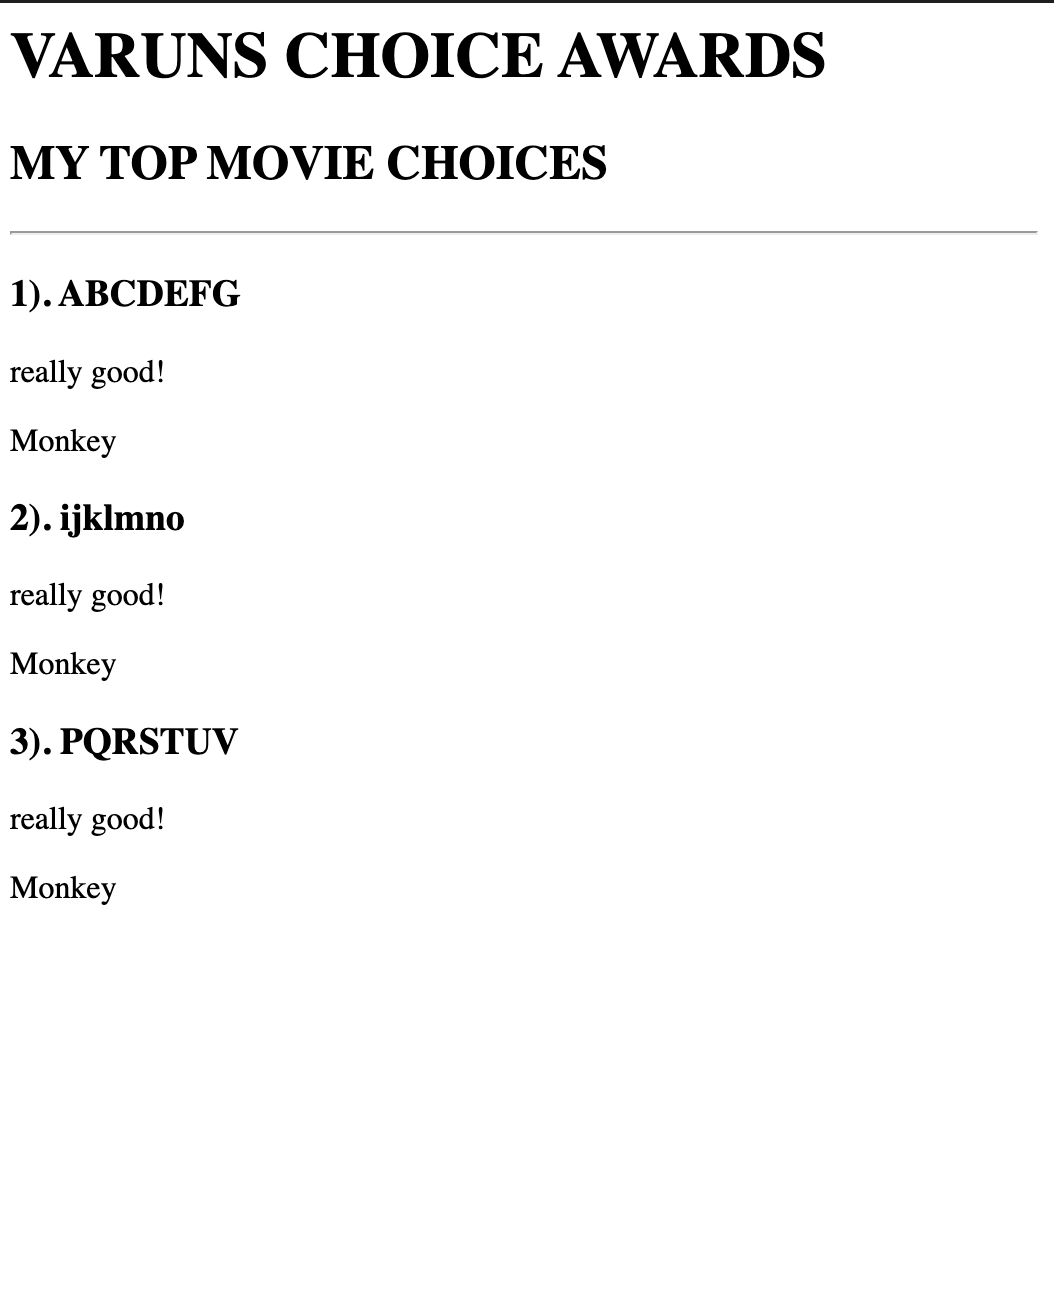 VARUNS CHOICE AWARDS
MY TOP MOVIE CHOICES
1). ABCDEFG
really good!
Monkey
2). ijklmno
really good!
Monkey
3). PQRSTUV
really good!
Monkey